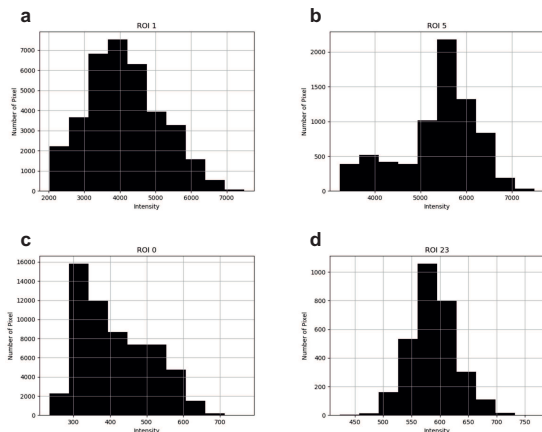 a
ROI 1
7000
6000
5000
4000
3000
2000
1000
0
Number of Pixel
2000 3000 4000 5000 6000 7000
Intensity
b
ROI 5
2000
1500
1000
500
0
Number of Pixel
4000 5000 6000 7000
Intensity
c
ROI 0
16000
14000
12000
10000
8000
6000
4000
2000
0
Number of Pixel
300 400 500 600 700
Intensity
d
ROI 23
1000
800
600
400
200
0
Number of Pixel
450 500 550 600 650 700 750
Intensity